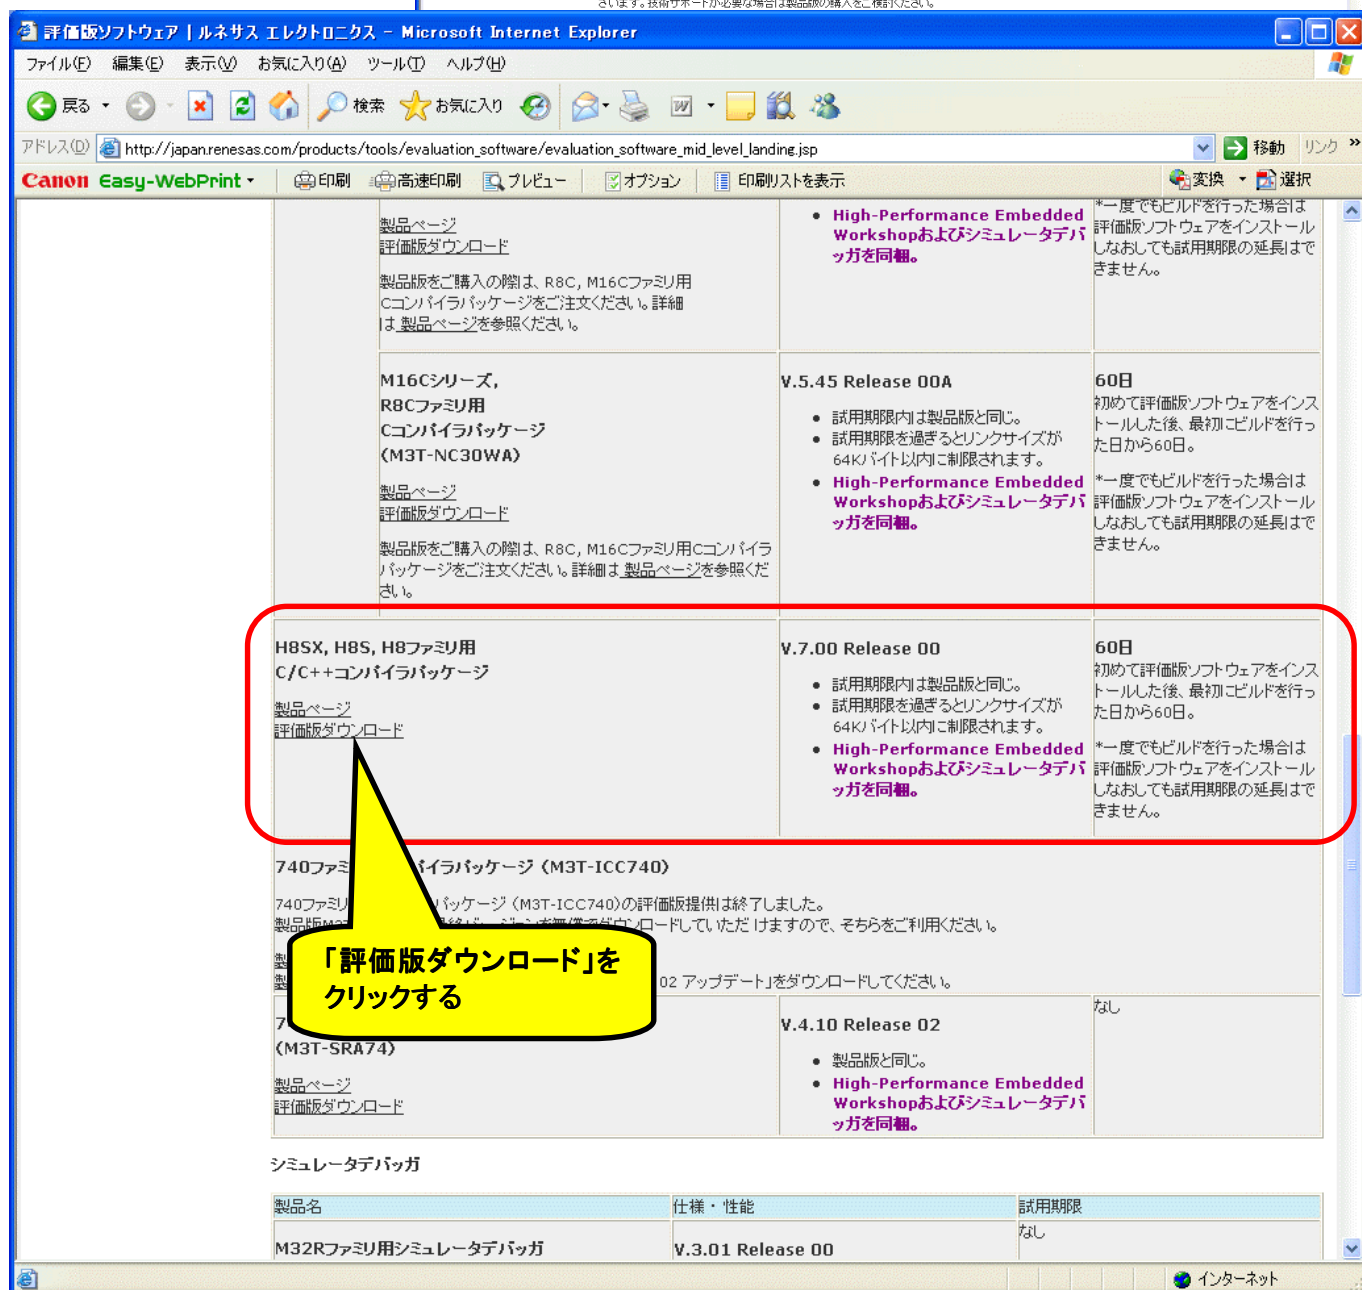 さいます。技術サポートが必要な場合は製品版の購入をご検討ください。
評価版ソフトウェア | ルネサス エレクトロニクス - Microsoft Internet Explorer
ファイル(F) 編集(E) 表示(V) お気に入り(A) ツール(T) ヘルプ(H)
戻る 検索 お気に入り
アドレス(D) http://japan.renesas.com/products/tools/evaluation_software/evaluation_software_mid_level_landing.jsp 移動 リンク »
Canon Easy-WebPrint 印刷 高速印刷 プレビュー オプション 印刷リストを表示 変換 選択
製品ページ
評価版ダウンロード
製品版をご購入の際は、R8C, M16Cファミリ用
Cコンパイラパッケージをご注文ください。詳細
は 製品ページを参照ください。
• High-Performance Embedded
Workshopおよびシミュレータデバ
ッガを同梱。
*一度でもビルドを行った場合は
評価版ソフトウェアをインストール
しなおしても試用期限の延長はで
きません。
M16Cシリーズ,
R8Cファミリ用
Cコンパイラパッケージ
(M3T-NC30WA)
製品ページ
評価版ダウンロード
製品版をご購入の際は、R8C, M16Cファミリ用Cコンパイラ
パッケージをご注文ください。詳細は 製品ページを参照くだ
さい。
V.5.45 Release 00A
• 試用期限内は製品版と同じ。
• 試用期限を過ぎるとリンクサイズが
64Kバイト以内に制限されます。
• High-Performance Embedded
Workshopおよびシミュレータデバ
ッガを同梱。
60日
初めて評価版ソフトウェアをインス
トールした後、最初にビルドを行っ
た日から60日。
*一度でもビルドを行った場合は
評価版ソフトウェアをインストール
しなおしても試用期限の延長はで
きません。
H8SX, H8S, H8ファミリ用
C/C++コンパイラパッケージ
製品ページ
評価版ダウンロード
V.7.00 Release 00
• 試用期限内は製品版と同じ。
• 試用期限を過ぎるとリンクサイズが
64Kバイト以内に制限されます。
• High-Performance Embedded
Workshopおよびシミュレータデバ
ッガを同梱。
60日
初めて評価版ソフトウェアをインス
トールした後、最初にビルドを行っ
た日から60日。
*一度でもビルドを行った場合は
評価版ソフトウェアをインストール
しなおしても試用期限の延長はで
きません。
740ファミ パイラパッケージ (M3T-ICC740)
740ファミリ パッケージ (M3T-ICC740)の評価版提供は終了しました。
製品版M3 ロードしていただけますので、そちらをご利用ください。
02 アップデート」をダウンロードしてください。
「評価版ダウンロード」を
クリックする
7
(M3T-SRA74)
製品ページ
評価版ダウンロード
V.4.10 Release 02
• 製品版と同じ。
• High-Performance Embedded
Workshopおよびシミュレータデバ
ッガを同梱。
なし
シミュレータデバッガ
製品名 仕様・性能 試用期限
M32Rファミリ用シミュレータデバッガ V.3.01 Release 00 なし
インターネット